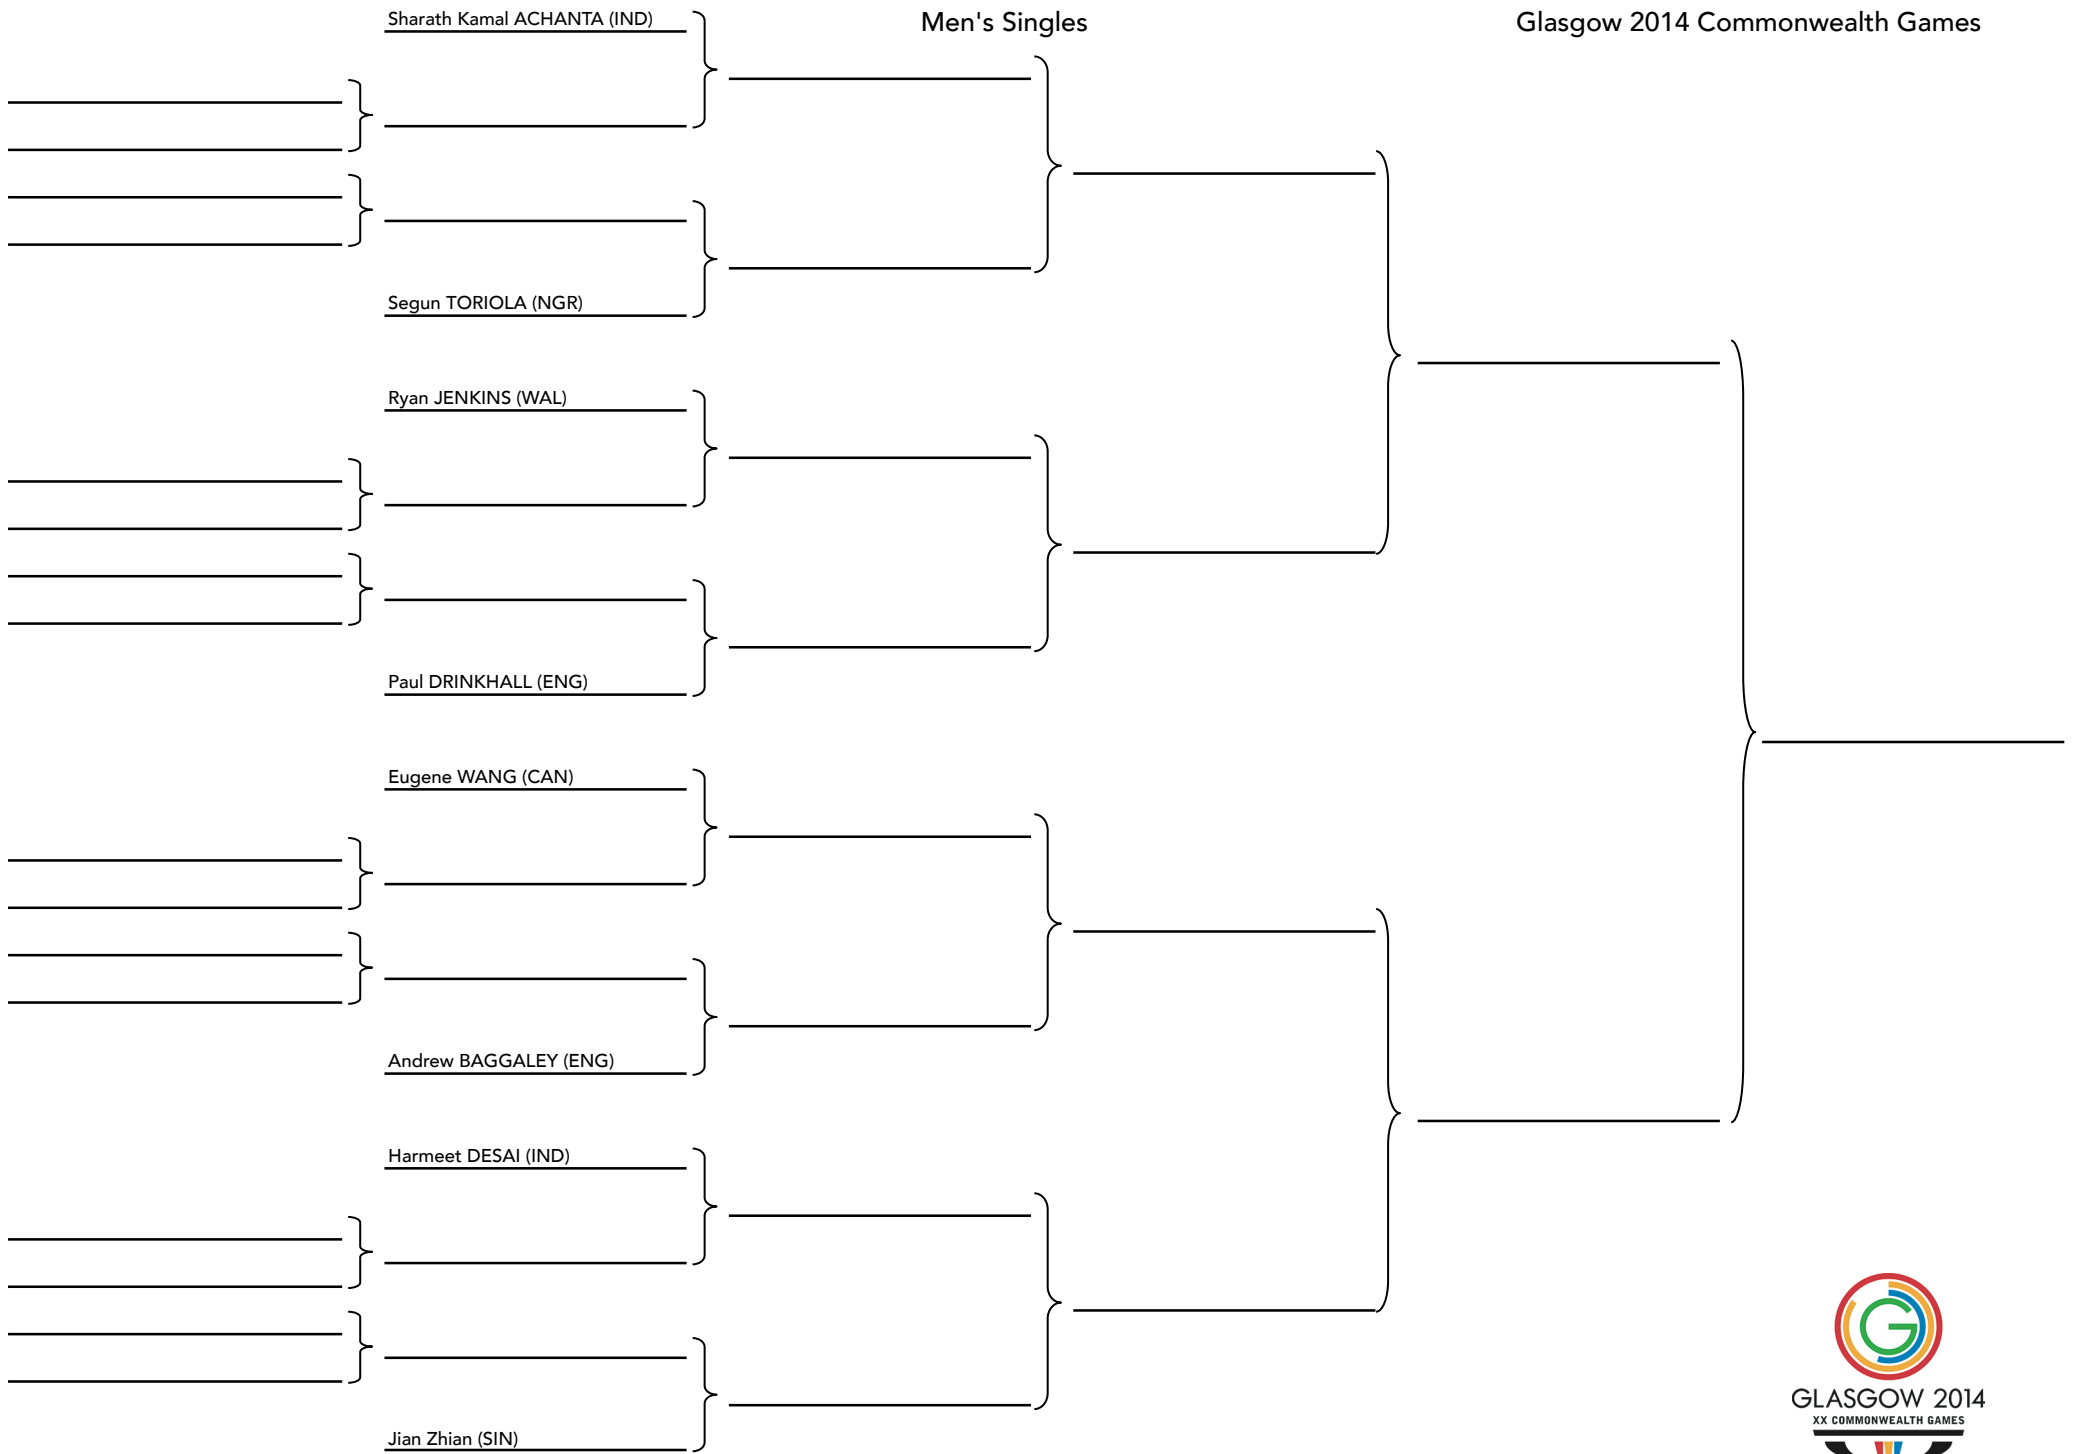 Sharath Kamal ACHANTA (IND)
Men's Singles
Glasgow 2014 Commonwealth Games
Segun TORIOLA (NGR)
Ryan JENKINS (WAL)
Paul DRINKHALL (ENG)
Eugene WANG (CAN)
Andrew BAGGALEY (ENG)
Harmeet DESAI (IND)
Jian Zhian (SIN)
GLASGOW 2014
XX COMMONWEALTH GAMES